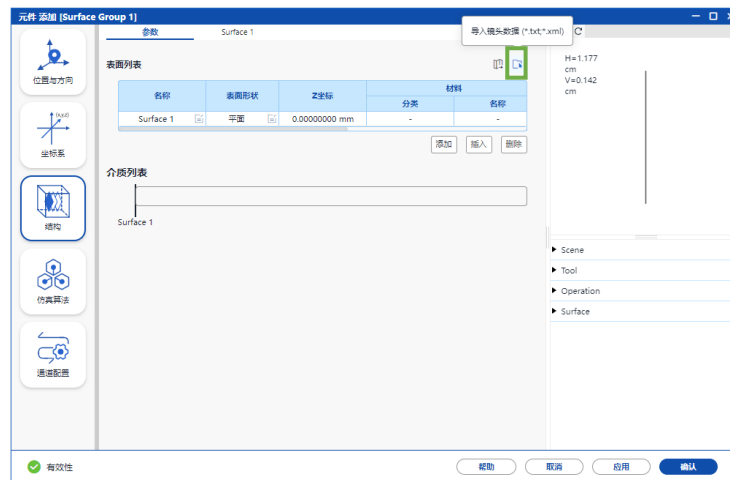 元件 添加 [Surface Group 1]
参数 Surface 1
导入镜头数据 (*.txt;*.xml)
位置与方向
坐标系
(x,y,z)
结构
仿真算法
通道配置
表面列表
名称 表面形状 Z坐标 材料
分类 名称
Surface 1 平面 0.00000000 mm - -
添加 插入 删除
介质列表
Surface 1
H=1.177
cm
V=0.142
cm
Scene
Tool
Operation
Surface
有效性
帮助 取消 应用 确认